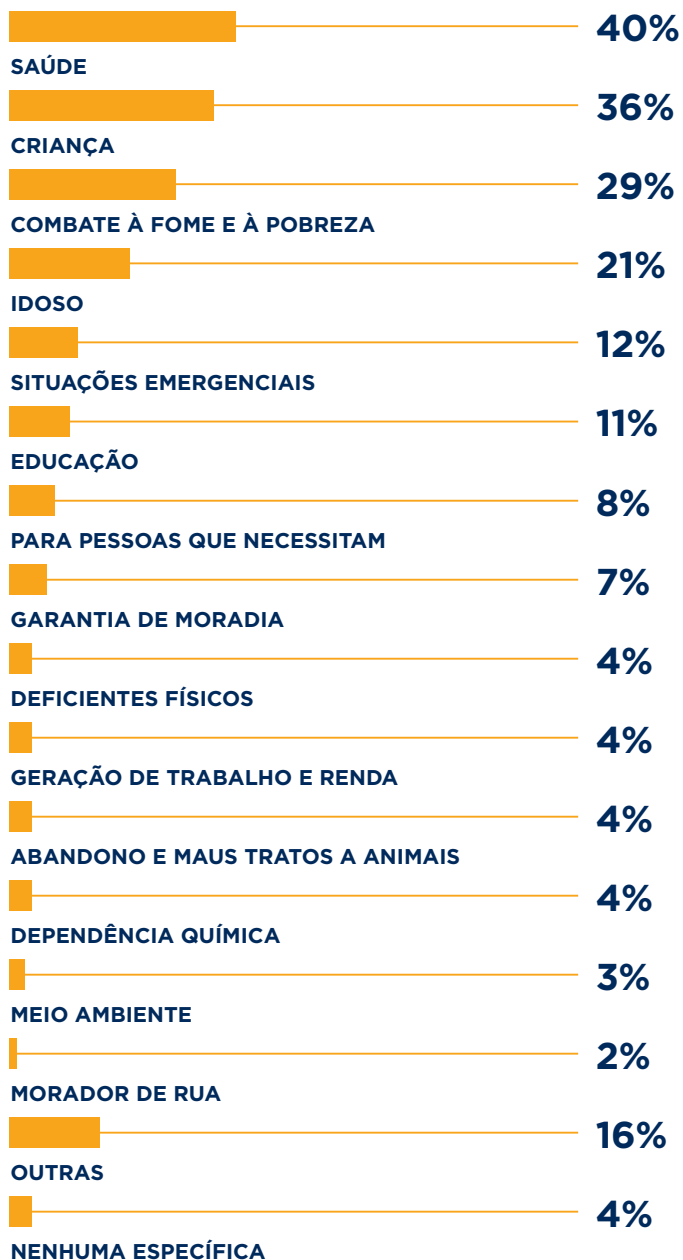 40%
SAÚDE
36%
CRIANÇA
29%
COMBATE À FOME E À POBREZA
21%
IDOSO
12%
SITUAÇÕES EMERGENCIAIS
11%
EDUCAÇÃO
8%
PARA PESSOAS QUE NECESSITAM
7%
GARANTIA DE MORADIA
4%
DEFICIENTES FÍSICOS
4%
GERAÇÃO DE TRABALHO E RENDA
4%
ABANDONO E MAUS TRATOS A ANIMAIS
4%
DEPENDÊNCIA QUÍMICA
3%
MEIO AMBIENTE
2%
MORADOR DE RUA
16%
OUTRAS
4%
NENHUMA ESPECÍFICA